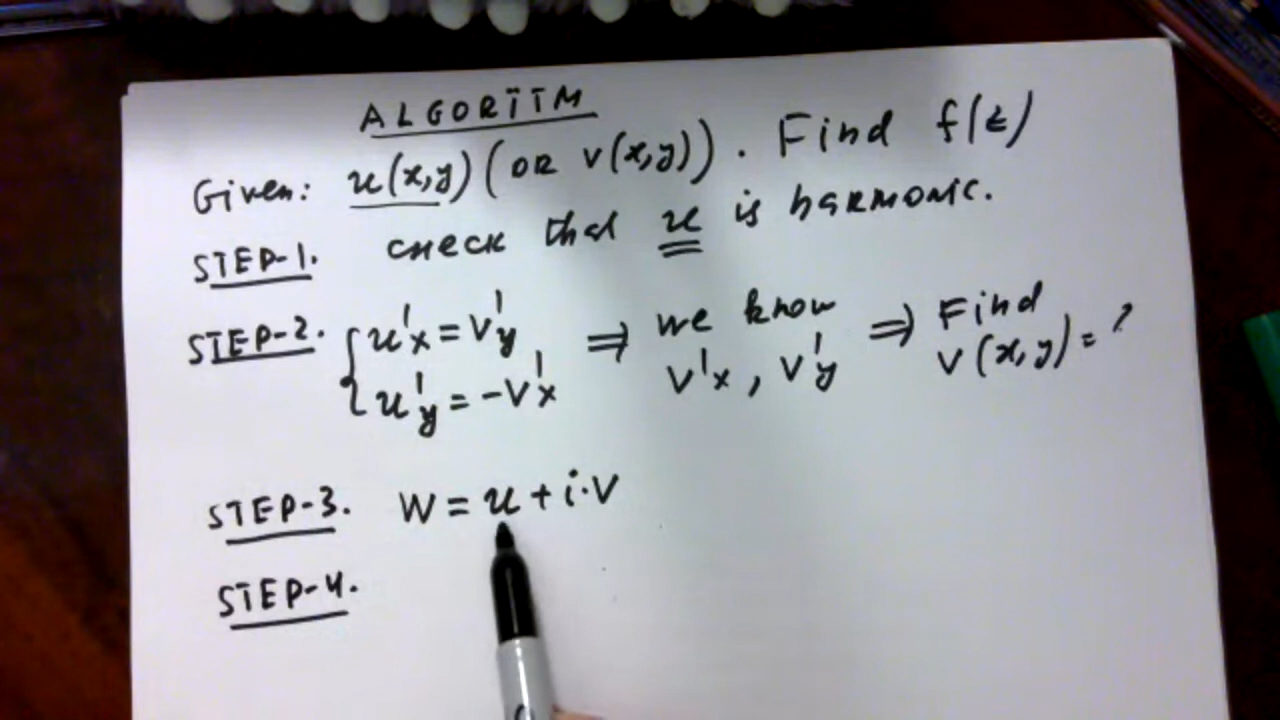 ALGORITM
Given: u(x,y) (OR v(x,y)). Find f(z)
STEP-1. check that u is harmonic.
STEP-2. { u'x = v'y ⇒ we know ⇒ Find
u'y = -v'x v'x, v'y v(x,y) = ?
STEP-3. W = u + i·v
STEP-4.